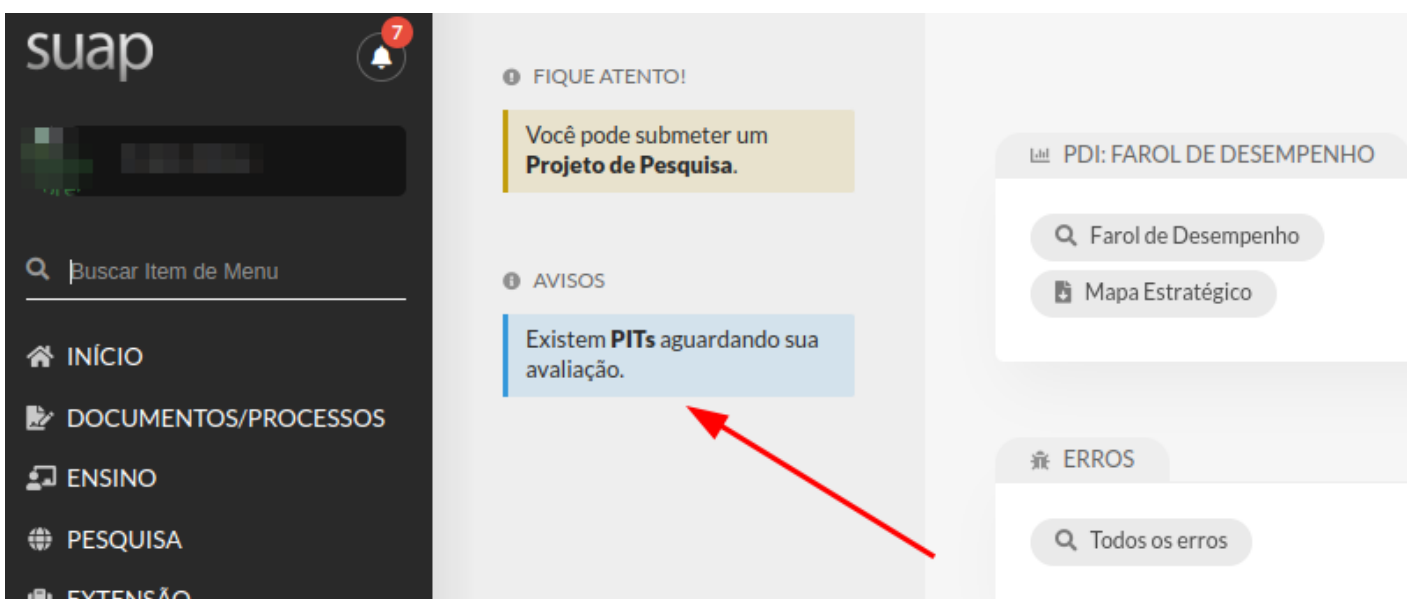 suap
7
Buscar Item de Menu
INÍCIO
DOCUMENTOS/PROCESSOS
ENSINO
PESQUISA
EXTENSÃO
FIQUE ATENTO!
Você pode submeter um
Projeto de Pesquisa.
AVISOS
Existem PITs aguardando sua
avaliação.
PDI: FAROL DE DESEMPENHO
Farol de Desempenho
Mapa Estratégico
ERROS
Todos os erros